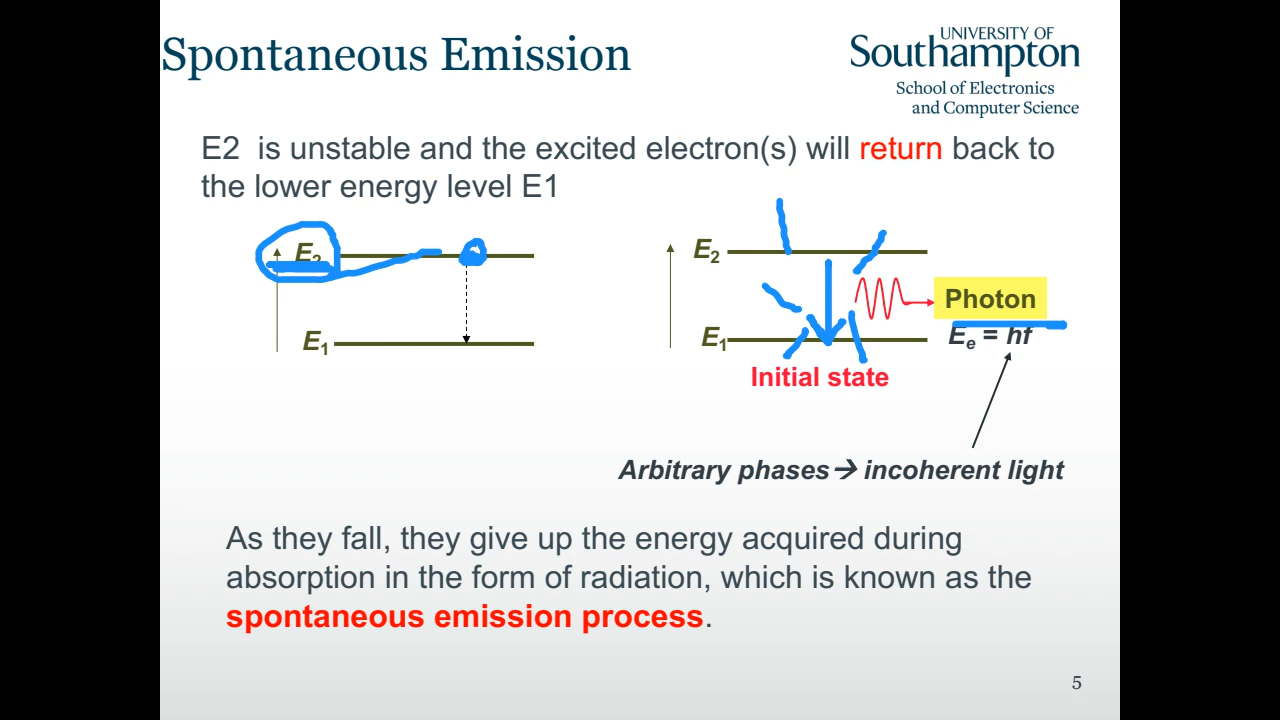 Spontaneous Emission
UNIVERSITY OF
Southampton
School of Electronics
and Computer Science
E2 is unstable and the excited electron(s) will return back to
the lower energy level E1
E2
E1
E2
E1
Photon
Ee = hf
Initial state
Arbitrary phases→ incoherent light
As they fall, they give up the energy acquired during
absorption in the form of radiation, which is known as the
spontaneous emission process.
5